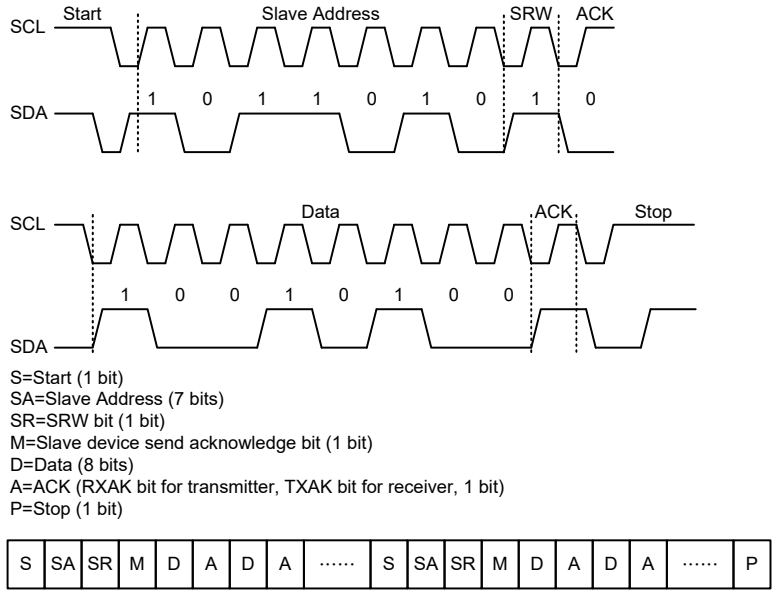 Start Slave Address SRW ACK
SCL
1 0 1 1 0 1 0 1 0
SDA
Data ACK Stop
SCL
1 0 0 1 0 1 0 0
SDA
S=Start (1 bit)
SA=Slave Address (7 bits)
SR=SRW bit (1 bit)
M=Slave device send acknowledge bit (1 bit)
D=Data (8 bits)
A=ACK (RXAK bit for transmitter, TXAK bit for receiver, 1 bit)
P=Stop (1 bit)
S SA SR M D A D A ...... S SA SR M D A D A ...... P